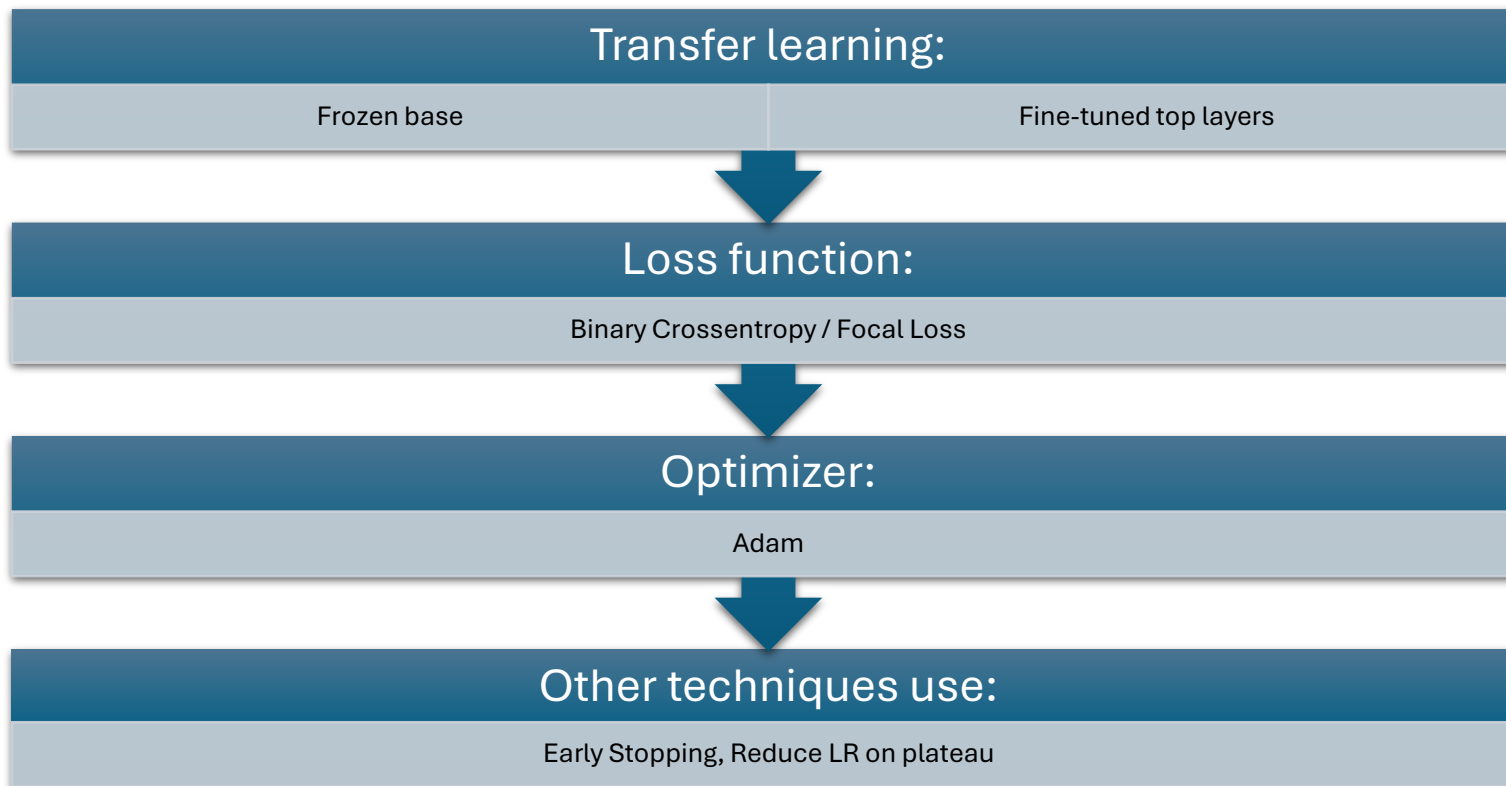 Transfer learning:
Frozen base
Fine-tuned top layers
Loss function:
Binary Crossentropy / Focal Loss
Optimizer:
Adam
Other techniques use:
Early Stopping, Reduce LR on plateau